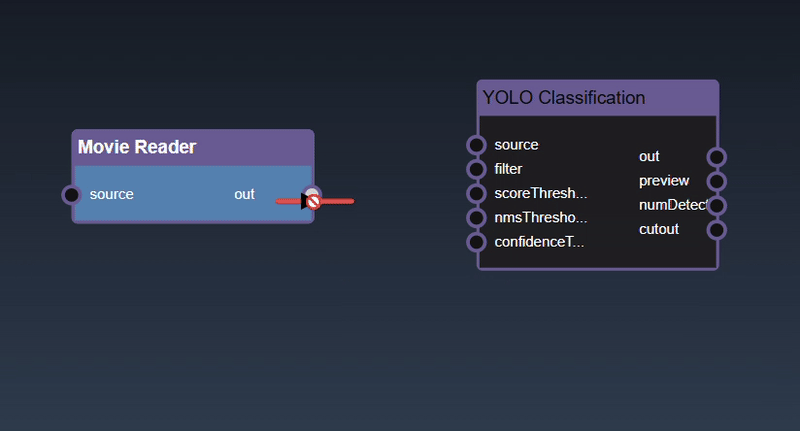 Movie Reader
source
out
YOLO Classification
source
filter
scoreThresh...
nmsThresho...
confidenceT...
out
preview
numDetect
cutout